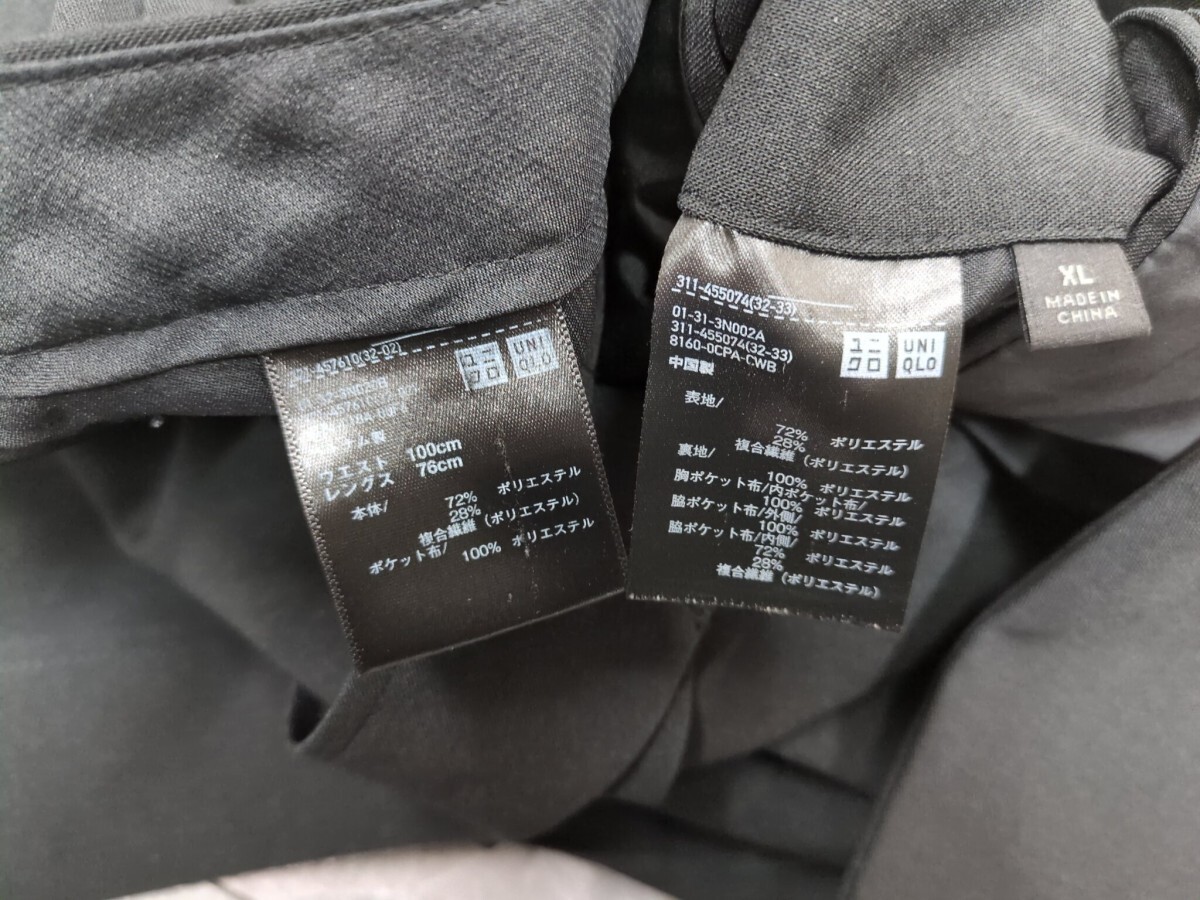 457610(32-02)
ユニ
クロ
UNI
QLO
ウエスト 100cm
レングス 76cm
本体/ 72% ポリエステル
28%
複合繊維(ポリエステル)
ポケット布/ 100% ポリエステル
311-455074(32-33)
01-31-3N002A
311-455074(32-33)
8160-0CPA-CWB
中国製
ユニ
クロ
UNI
QLO
表地/
72% ポリエステル
28%
複合繊維(ポリエステル)
裏地/
100% ポリエステル
胸ポケット布/内ポケット布/
100% ポリエステル
脇ポケット布/外側/
100% ポリエステル
脇ポケット布/内側/
72% ポリエステル
28%
複合繊維(ポリエステル)
XL
MADE IN
CHINA